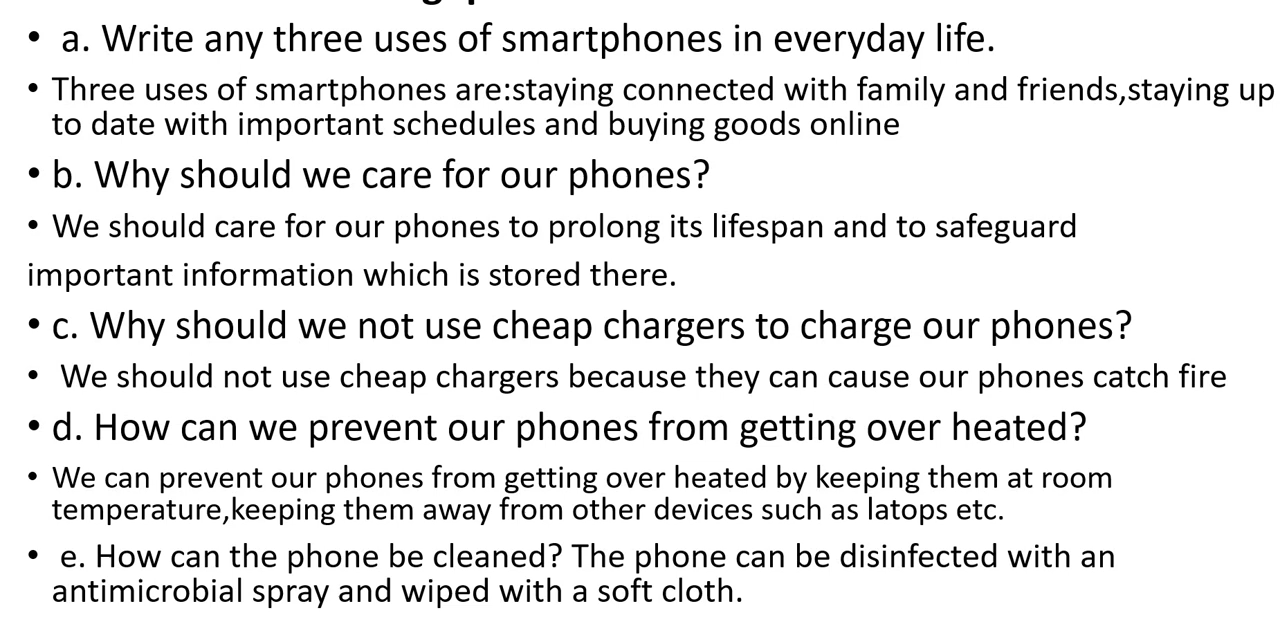 • a. Write any three uses of smartphones in everyday life.
• Three uses of smartphones are:staying connected with family and friends,staying up
to date with important schedules and buying goods online
• b. Why should we care for our phones?
• We should care for our phones to prolong its lifespan and to safeguard
important information which is stored there.
• c. Why should we not use cheap chargers to charge our phones?
• We should not use cheap chargers because they can cause our phones catch fire
• d. How can we prevent our phones from getting over heated?
• We can prevent our phones from getting over heated by keeping them at room
temperature,keeping them away from other devices such as latops etc.
• e. How can the phone be cleaned? The phone can be disinfected with an
antimicrobial spray and wiped with a soft cloth.